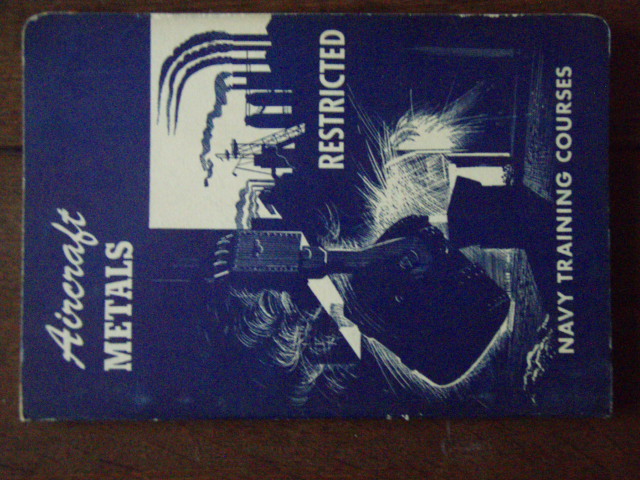 Aircraft
METALS
RESTRICTED
NAVY TRAINING COURSES